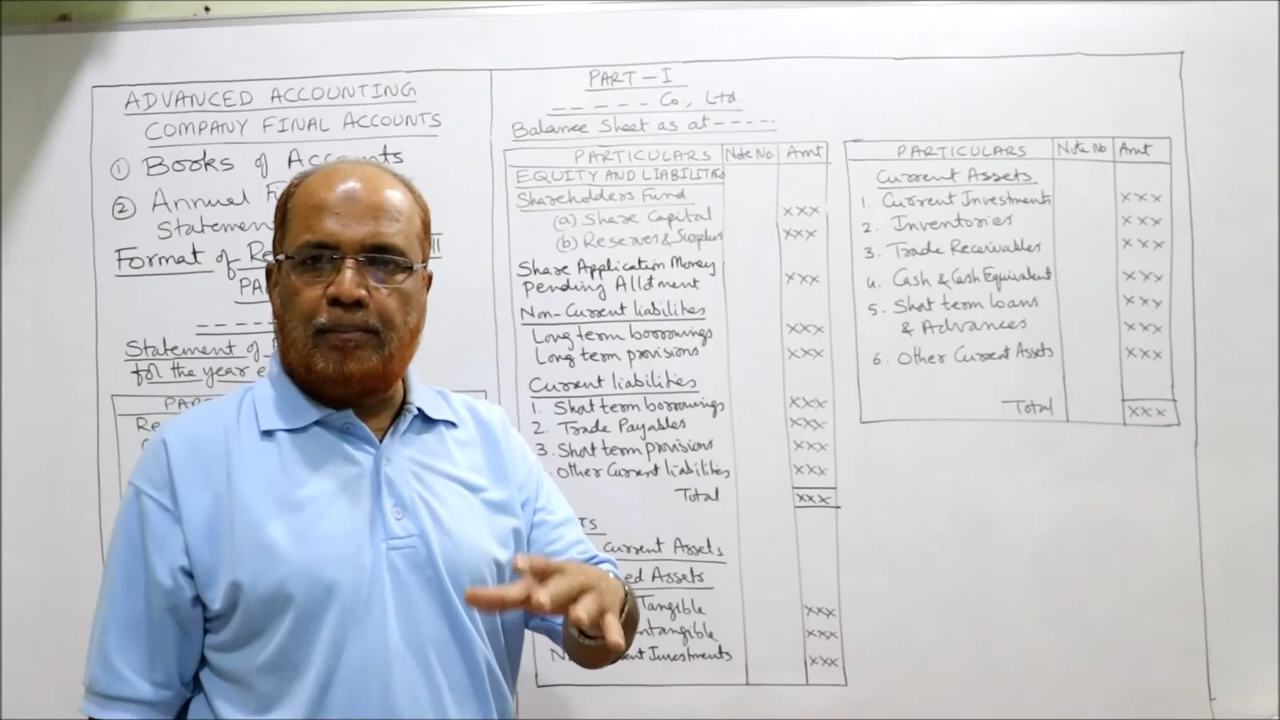 ADVANCED ACCOUNTING
COMPANY FINAL ACCOUNTS
① Books of Accounts
② Annual
Statemen
Format of
_ _ _ _ _
Statement of
for the year e
PART - I
_ _ _ _ _ Co., Ltd.
Balance Sheet as at - - - - -
PARTICULARS Note No. Amt
EQUITY AND LIABILITIES
Shareholders Fund
(a) Share Capital xxx
(b) Reserves & Surplus xxx
Share Application Money
Pending Allotment xxx
Non-Current liabilities
Long term borrowings xxx
Long term provisions xxx
Current liabilities
1. Short term borrowings xxx
2. Trade Payables xxx
3. Short term provisions xxx
Other Current liabilites xxx
Total xxx
TS
Current Assets
ed Assets
Tangible xxx
ntangible xxx
Investments xxx
PARTICULARS Note No Amt
Current Assets
1. Current Investments xxx
2. Inventories xxx
3. Trade Receivables xxx
4. Cash & Cash Equivalent xxx
5. Short term loans xxx
& Advances xxx
6. Other Current Assets xxx
Total xxx